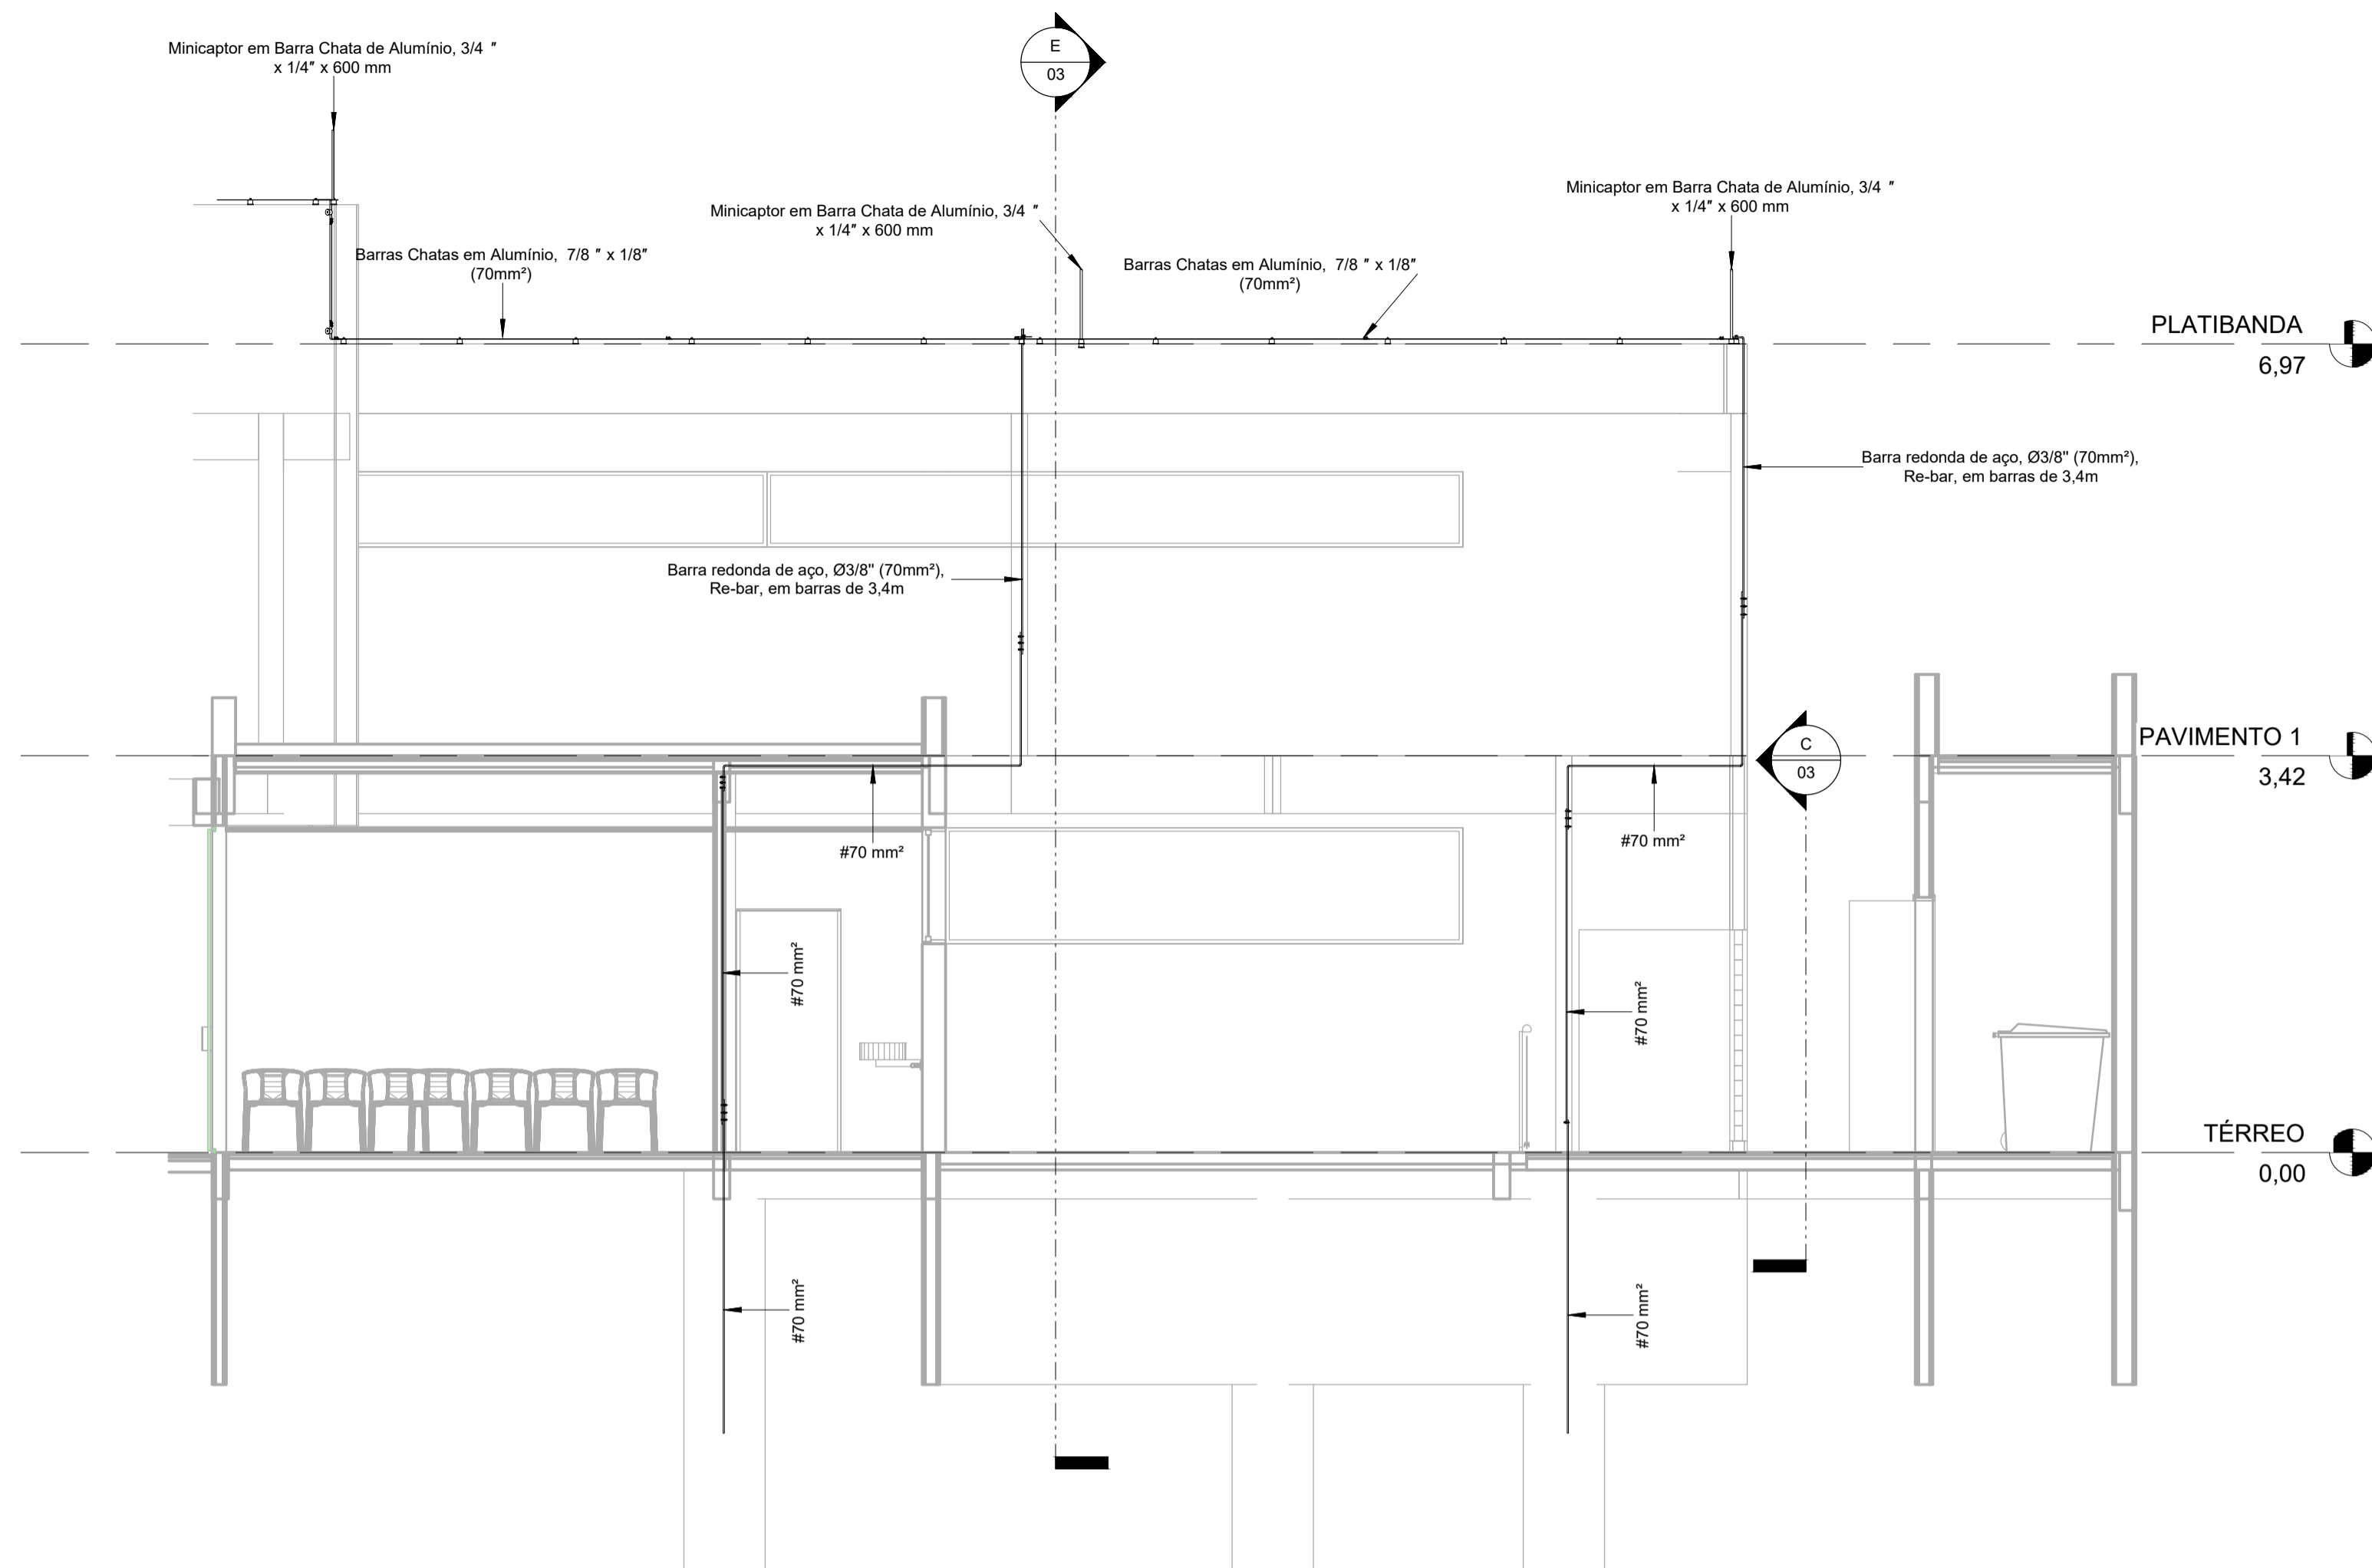 E
03
Minicaptor em Barra Chata de Alumínio, 3/4 "
x 1/4" x 600 mm
Minicaptor em Barra Chata de Alumínio, 3/4 "
x 1/4" x 600 mm
Minicaptor em Barra Chata de Alumínio, 3/4 "
x 1/4" x 600 mm
Barras Chatas em Alumínio, 7/8 " x 1/8"
(70mm²)
Barras Chatas em Alumínio, 7/8 " x 1/8"
(70mm²)
PLATIBANDA
6,97
Barra redonda de aço, Ø3/8" (70mm²),
Re-bar, em barras de 3,4m
Barra redonda de aço, Ø3/8" (70mm²),
Re-bar, em barras de 3,4m
PAVIMENTO 1
3,42
C
03
#70 mm²
#70 mm²
#70 mm²
#70 mm²
TÉRREO
0,00
#70 mm²
#70 mm²